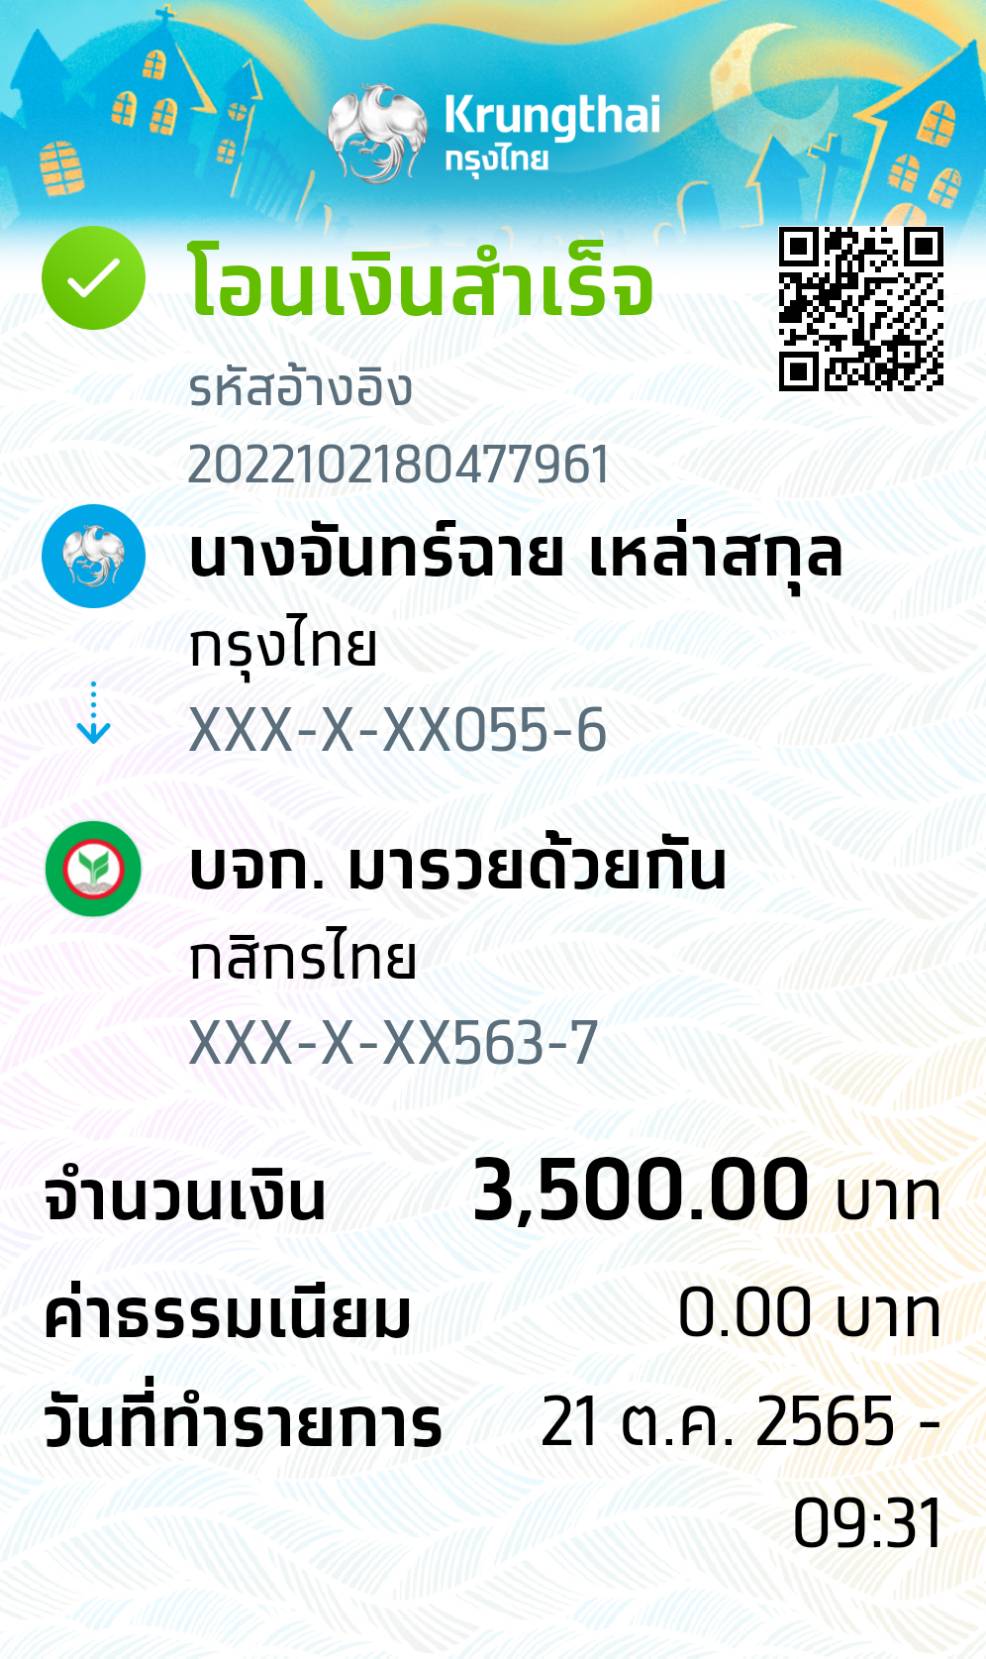 Krungthai
กรุงไทย
โอนเงินสำเร็จ
รหัสอ้างอิง
2022102180477961
นางจันทร์ฉาย เหล่าสกุล
กรุงไทย
XXX-X-XX055-6
บจก. มารวยด้วยกัน
กสิกรไทย
XXX-X-XX563-7
จำนวนเงิน 3,500.00 บาท
ค่าธรรมเนียม 0.00 บาท
วันที่ทำรายการ 21 ต.ค. 2565 -
09:31